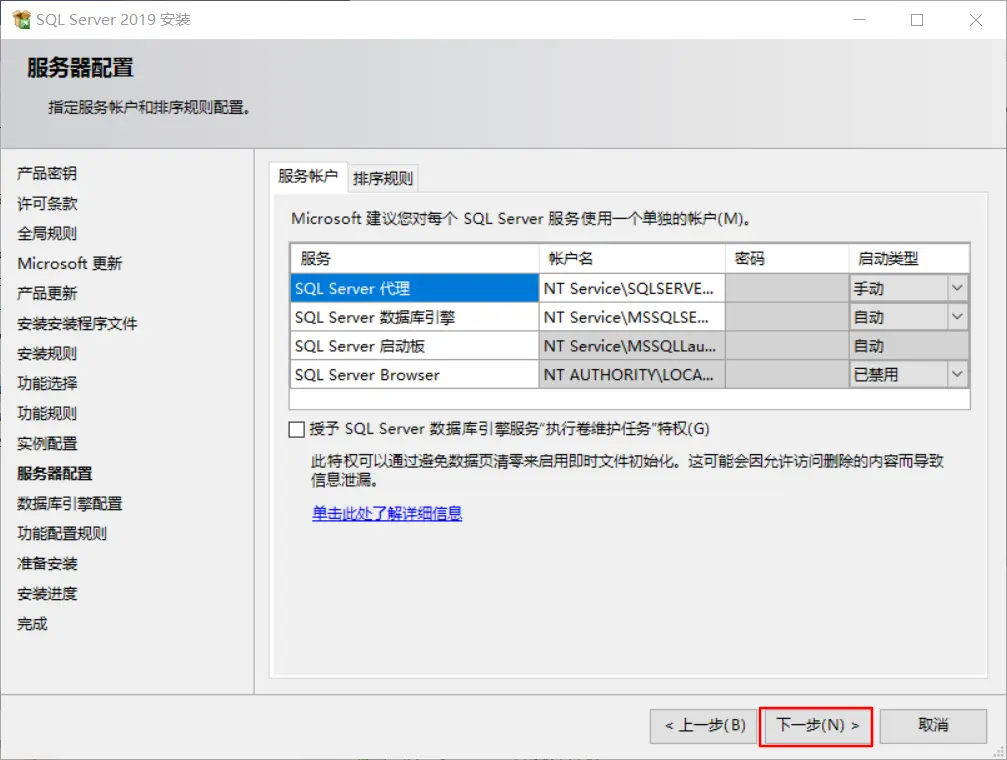 SQL Server 2019 安装
服务器配置
指定服务帐户和排序规则配置。
产品密钥
许可条款
全局规则
Microsoft 更新
产品更新
安装安装程序文件
安装规则
功能选择
功能规则
实例配置
服务器配置
数据库引擎配置
功能配置规则
准备安装
安装进度
完成
服务帐户 排序规则
Microsoft 建议您对每个 SQL Server 服务使用一个单独的帐户(M)。
服务 帐户名 密码 启动类型
SQL Server 代理 NT Service\SQLSERVE... 手动
SQL Server 数据库引擎 NT Service\MSSQLSE... 自动
SQL Server 启动板 NT Service\MSSQLLau... 自动
SQL Server Browser NT AUTHORITY\LOCA... 已禁用
授予 SQL Server 数据库引擎服务“执行卷维护任务”特权(G)
此特权可以通过避免数据页清零来启用即时文件初始化。这可能会因允许访问删除的内容而导致
信息泄漏。
单击此处了解详细信息
< 上一步(B) 下一步(N) > 取消